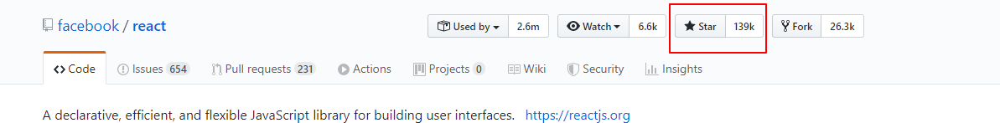 facebook / react Used by 2.6m Watch 6.6k Star 139k Fork 26.3k
Code Issues 654 Pull requests 231 Actions Projects 0 Wiki Security Insights
A declarative, efficient, and flexible JavaScript library for building user interfaces. https://reactjs.org